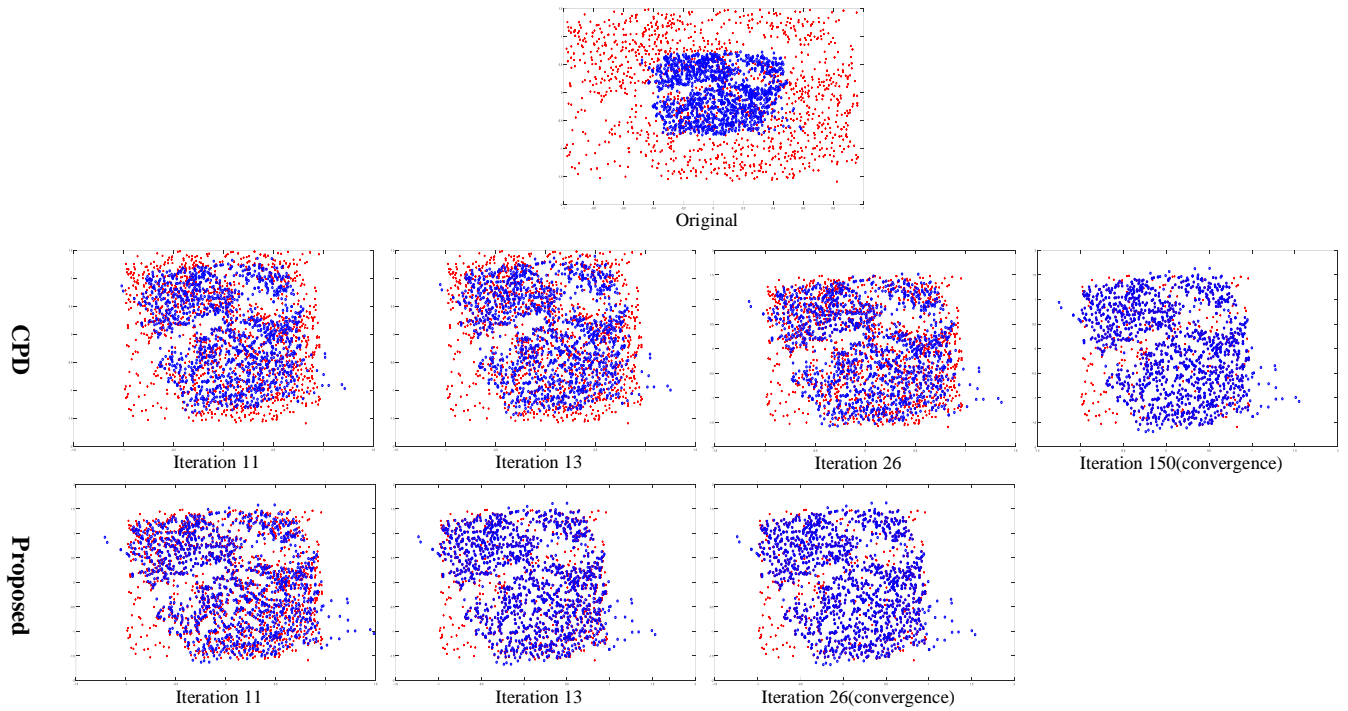 Original
CPD
Iteration 11
Iteration 13
Iteration 26
Iteration 150(convergence)
Proposed
Iteration 11
Iteration 13
Iteration 26(convergence)